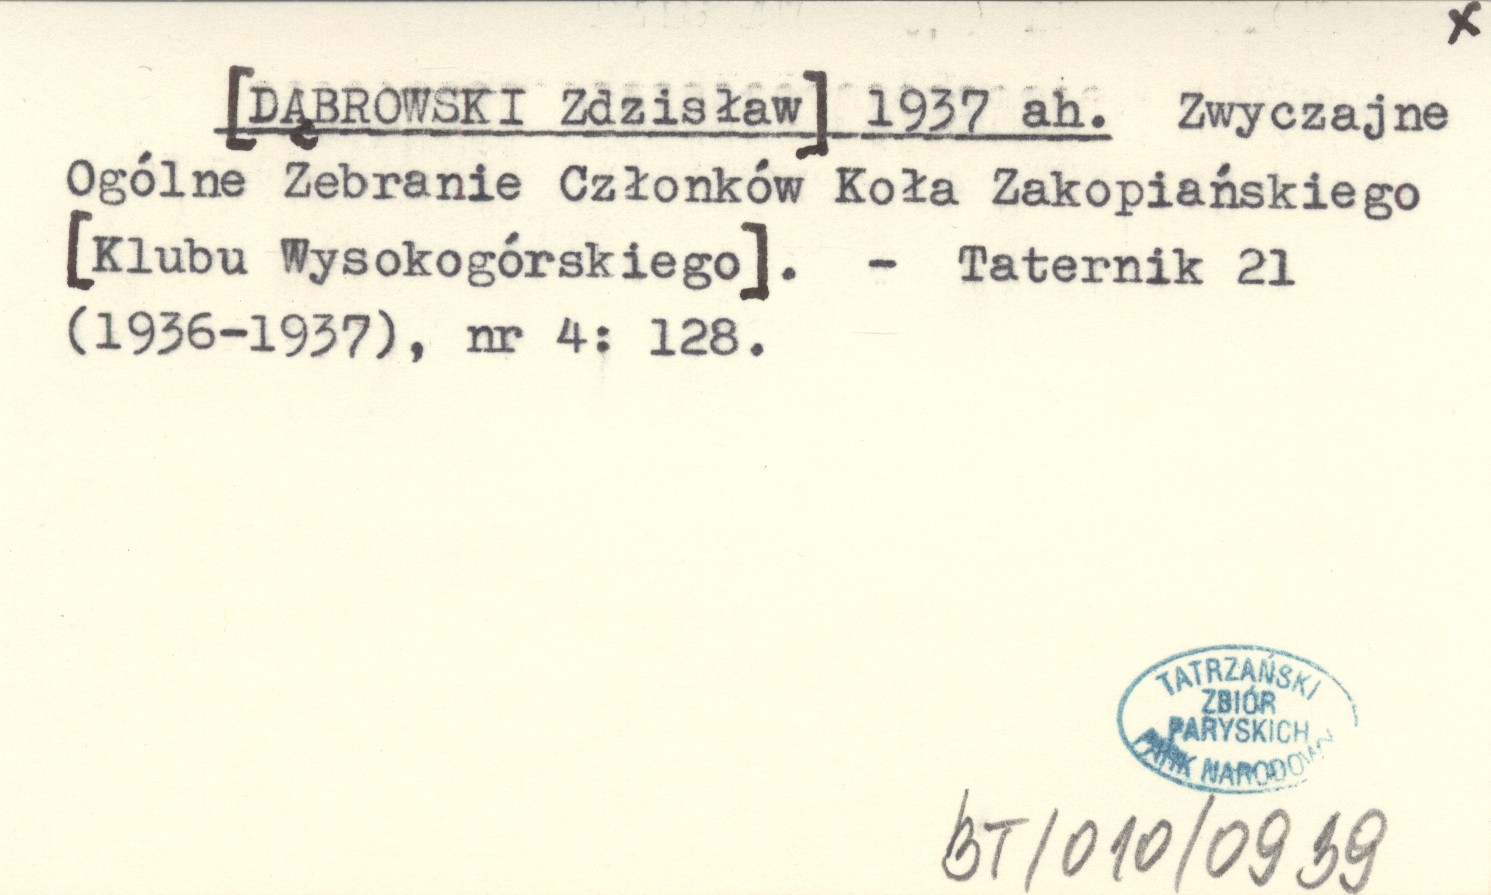 x
[DĄBROWSKI Zdzisław] 1937 ah. Zwyczajne
Ogólne Zebranie Członków Koła Zakopiańskiego
[Klubu Wysokogórskiego]. - Taternik 21
(1936-1937), nr 4: 128.
TATRZAŃSKI
ZBIÓR
PARYSKICH
PARK NARODOWY
BT/010/0939